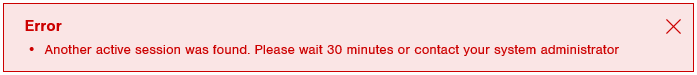 Error
• Another active session was found. Please wait 30 minutes or contact your system administrator